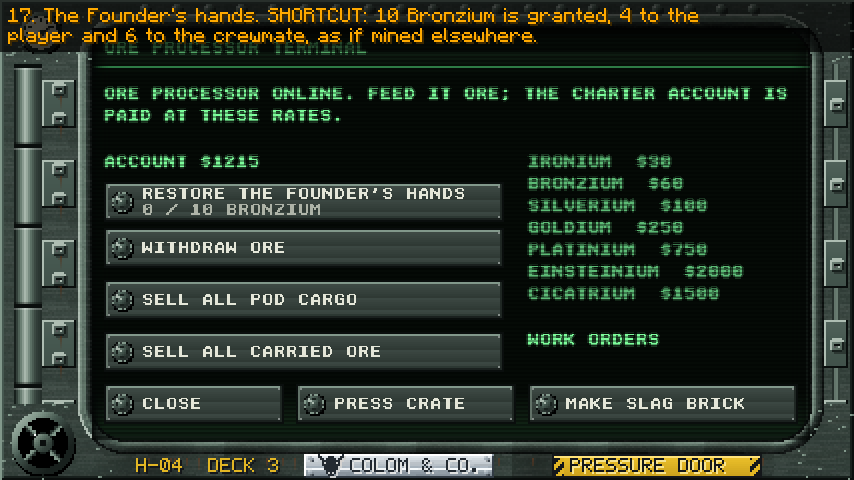 17. The Founder's hands. SHORTCUT: 10 Bronzium is granted, 4 to the
player and 6 to the crewmate, as if mined elsewhere.
ORE PROCESSOR TERMINAL
ORE PROCESSOR ONLINE. FEED IT ORE; THE CHARTER ACCOUNT IS
PAID AT THESE RATES.
ACCOUNT $1215
RESTORE THE FOUNDER'S HANDS
0 / 10 BRONZIUM
WITHDRAW ORE
SELL ALL POD CARGO
SELL ALL CARRIED ORE
IRONIUM $30
BRONZIUM $60
SILVERIUM $100
GOLDIUM $250
PLATINIUM $750
EINSTEINIUM $2000
CICATRIUM $1500
WORK ORDERS
CLOSE
PRESS CRATE
MAKE SLAG BRICK
H-04 DECK 3
COLOM & CO.
PRESSURE DOOR